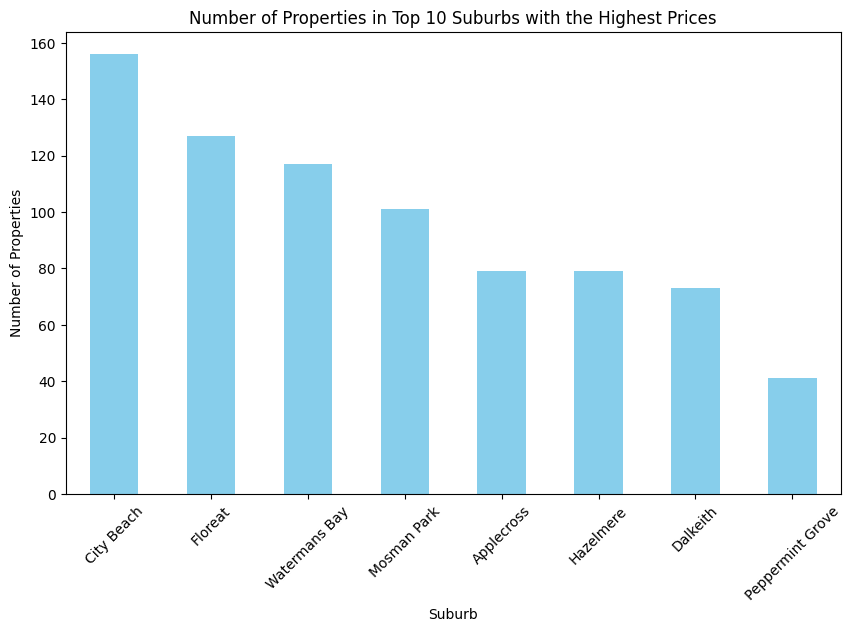 Number of Properties in Top 10 Suburbs with the Highest Prices
Number of Properties
160
140
120
100
80
60
40
20
0
City Beach
Floreat
Watermans Bay
Mosman Park
Applecross
Hazelmere
Dalkeith
Peppermint Grove
Suburb